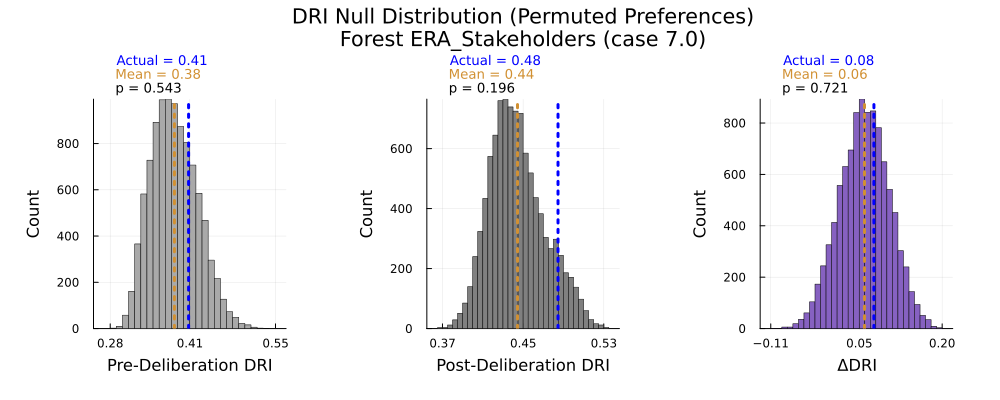 DRI Null Distribution (Permuted Preferences)
Forest ERA_Stakeholders (case 7.0)
Actual = 0.41
Mean = 0.38
p = 0.543
Count
800
600
400
200
0
0.28
0.41
0.55
Pre-Deliberation DRI
Actual = 0.48
Mean = 0.44
p = 0.196
Count
600
400
200
0
0.37
0.45
0.53
Post-Deliberation DRI
Actual = 0.08
Mean = 0.06
p = 0.721
Count
800
600
400
200
0
−0.11
0.05
0.20
ΔDRI